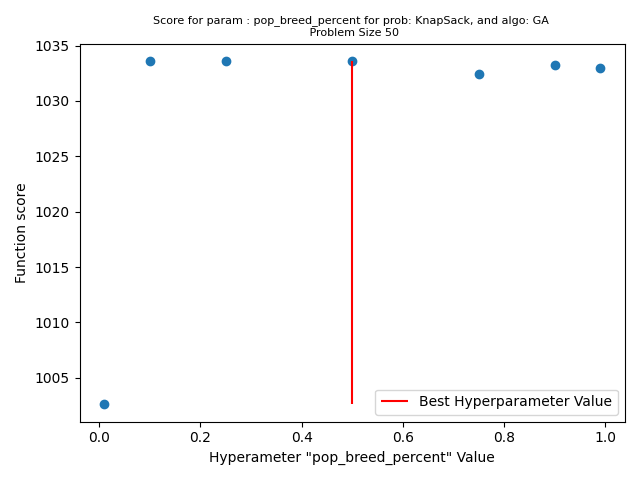 Score for param : pop_breed_percent for prob: KnapSack, and algo: GA
Problem Size 50
1035
1030
1025
1020
1015
1010
1005
Function score
0.0
0.2
0.4
0.6
0.8
1.0
Hyperameter "pop_breed_percent" Value
Best Hyperparameter Value